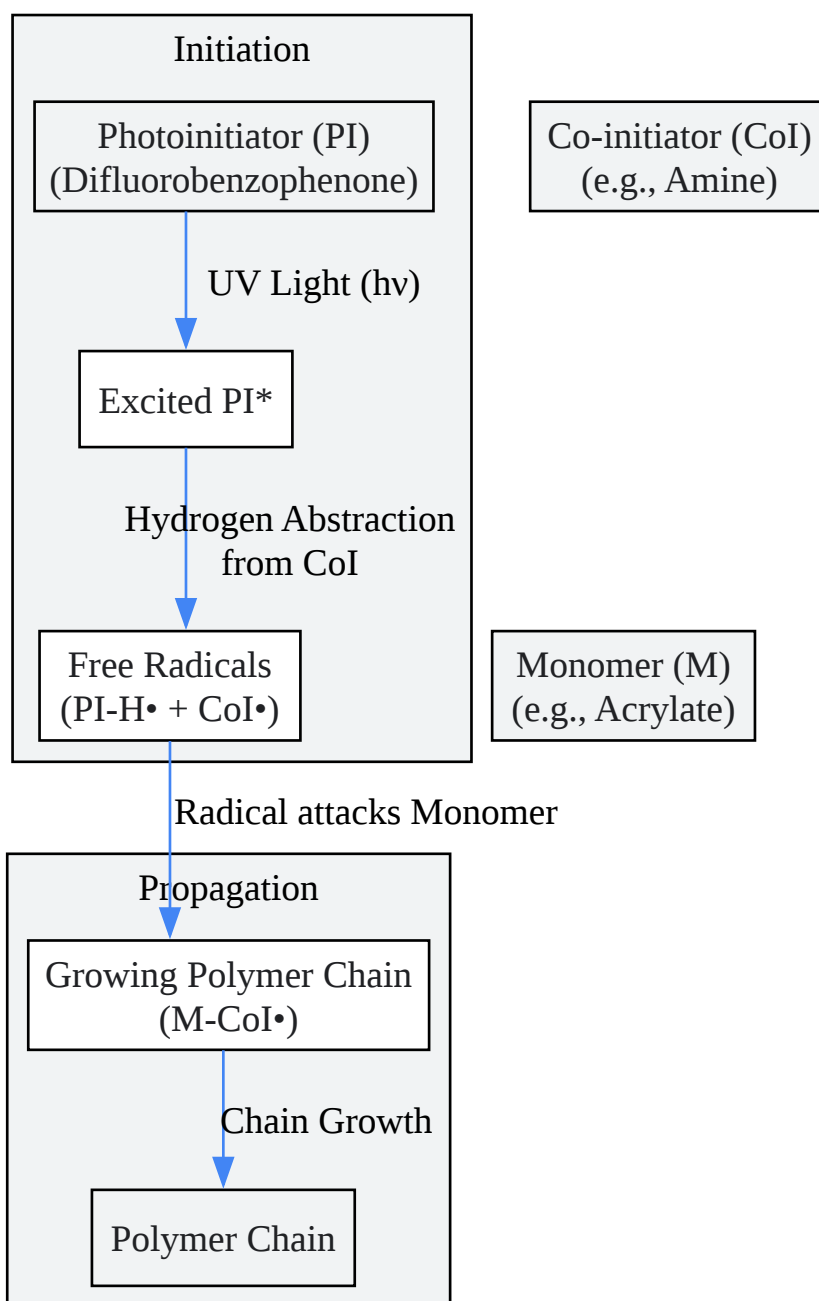 Initiation
Photoinitiator (PI)
(Difluorobenzophenone)
Co-initiator (CoI)
(e.g., Amine)
UV Light (hν)
Excited PI*
Hydrogen Abstraction
from CoI
Free Radicals
(PI-H• + CoI•)
Monomer (M)
(e.g., Acrylate)
Radical attacks Monomer
Propagation
Growing Polymer Chain
(M-CoI•)
Chain Growth
Polymer Chain